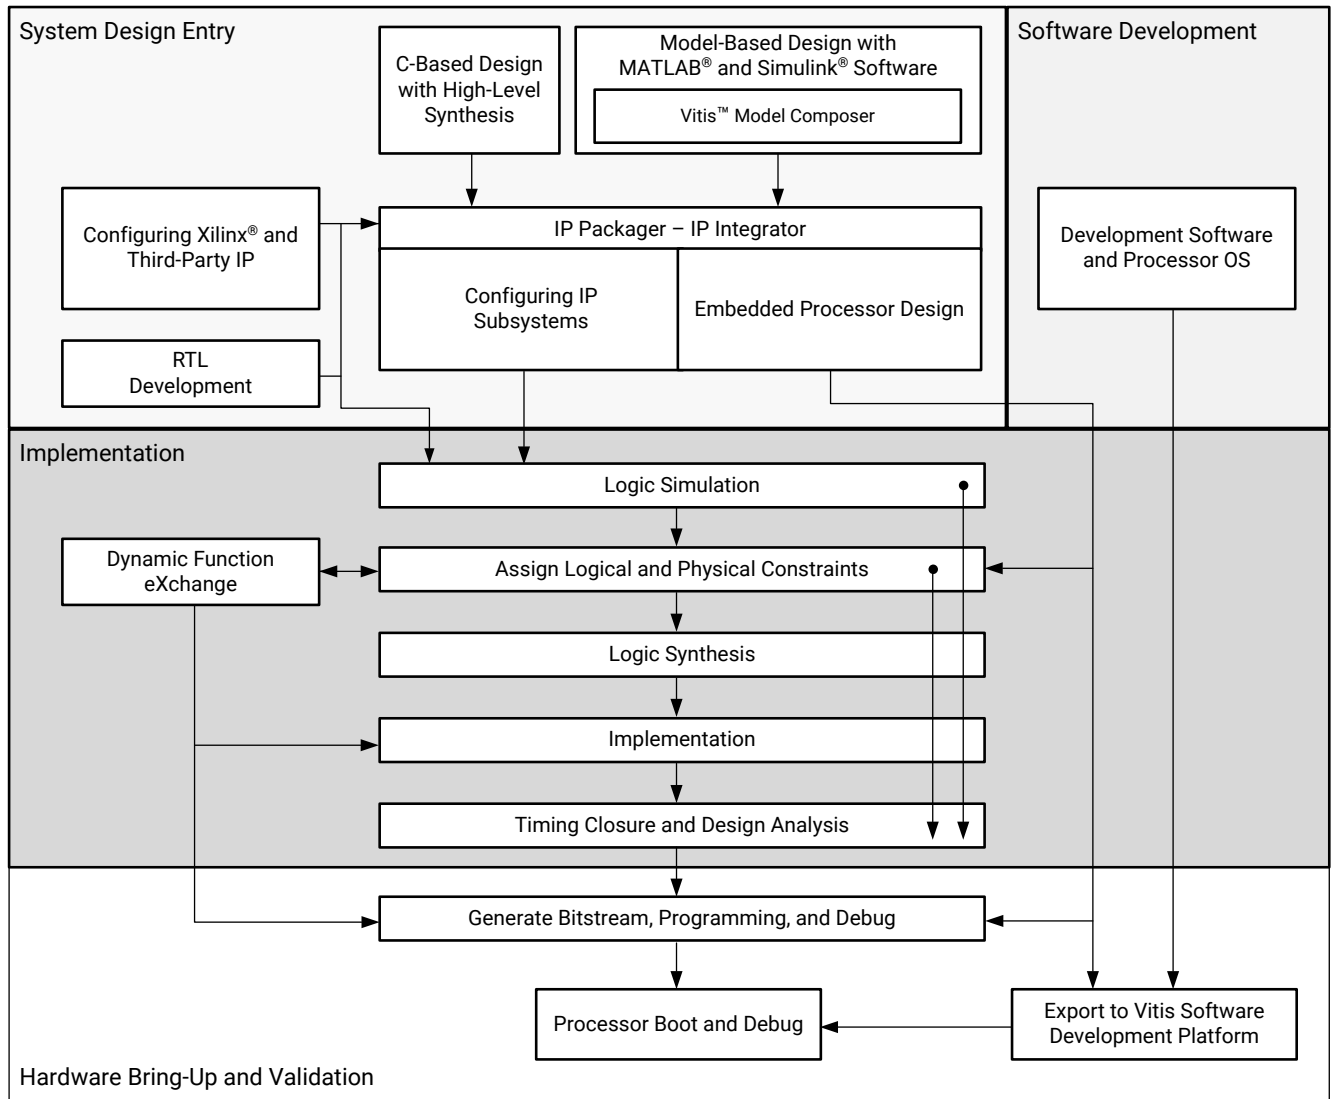 System Design Entry
Software Development
C-Based Design
with High-Level
Synthesis
Model-Based Design with
MATLAB® and Simulink® Software
Vitis™ Model Composer
Configuring Xilinx® and
Third-Party IP
IP Packager – IP Integrator
Development Software
and Processor OS
Configuring IP
Subsystems
Embedded Processor Design
RTL
Development
Implementation
Logic Simulation
Dynamic Function
eXchange
Assign Logical and Physical Constraints
Logic Synthesis
Implementation
Timing Closure and Design Analysis
Generate Bitstream, Programming, and Debug
Processor Boot and Debug
Export to Vitis Software
Development Platform
Hardware Bring-Up and Validation